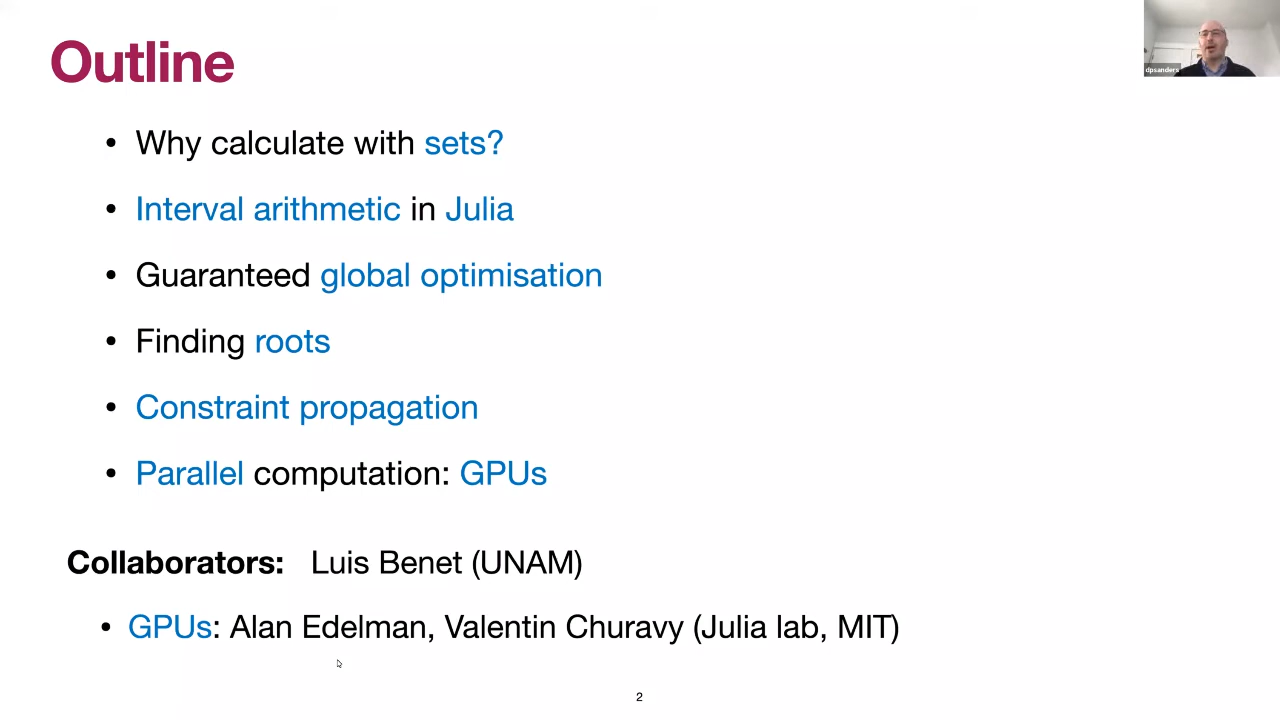 Outline
dpsanders
• Why calculate with sets?
• Interval arithmetic in Julia
• Guaranteed global optimisation
• Finding roots
• Constraint propagation
• Parallel computation: GPUs
Collaborators: Luis Benet (UNAM)
• GPUs: Alan Edelman, Valentin Churavy (Julia lab, MIT)
2